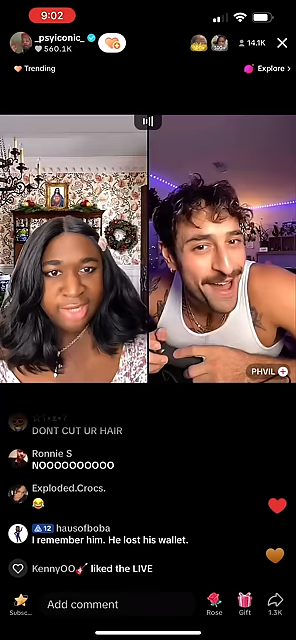 9:02
_psyiconic_
560.1K
14.1K
Trending
Explore >
PHVIL
DONT CUT UR HAIR
Ronnie S
NOOOOOOOOOO
Exploded.Crocs.
😂
12 hausofboba
I remember him. He lost his wallet.
KennyOO🎸 liked the LIVE
Subsc...
Add comment
Rose
Gift
1.3K